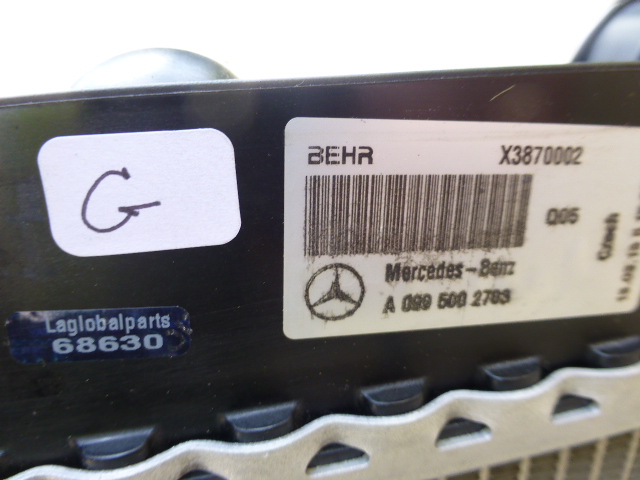 G
BEHR X3870002
Q05
Mercedes-Benz
A 099 500 2703
Czech
Laglobalparts
68630